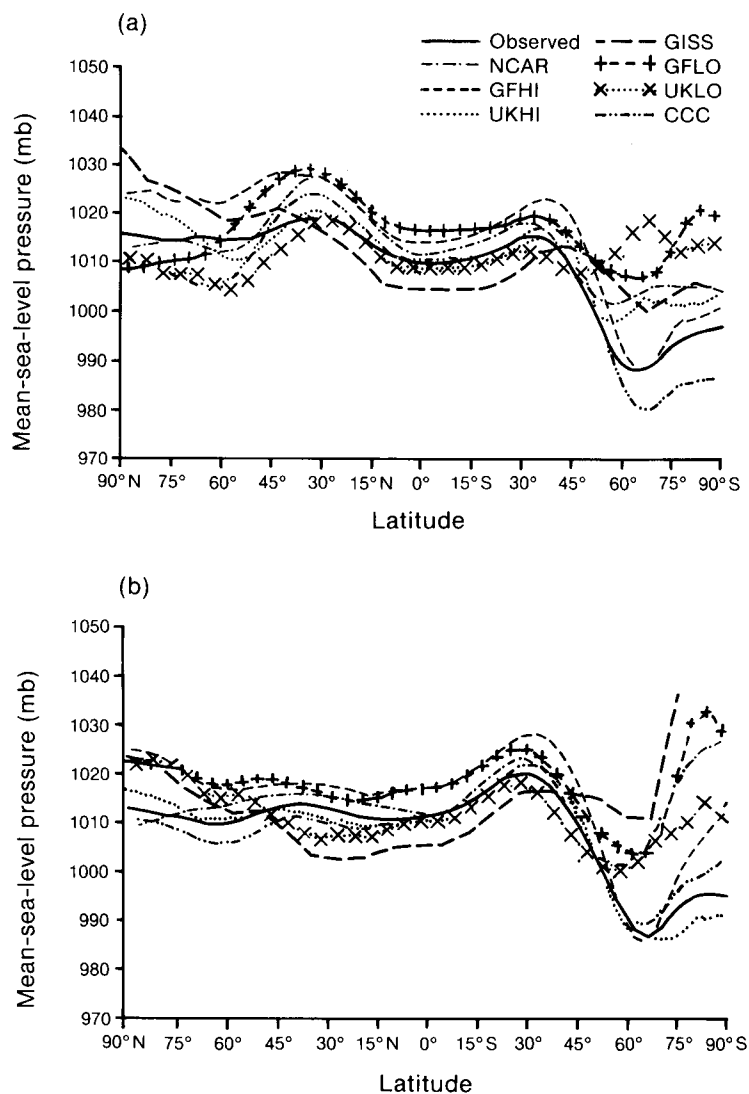 (a)
Observed
NCAR
GFHI
UKHI
GISS
GFLO
UKLO
CCC
Mean-sea-level pressure (mb)
1050
1040
1030
1020
1010
1000
990
980
970
90°N 75° 60° 45° 30° 15°N 0° 15°S 30° 45° 60° 75° 90°S
Latitude
(b)
Mean-sea-level pressure (mb)
1050
1040
1030
1020
1010
1000
990
980
970
90°N 75° 60° 45° 30° 15°N 0° 15°S 30° 45° 60° 75° 90°S
Latitude